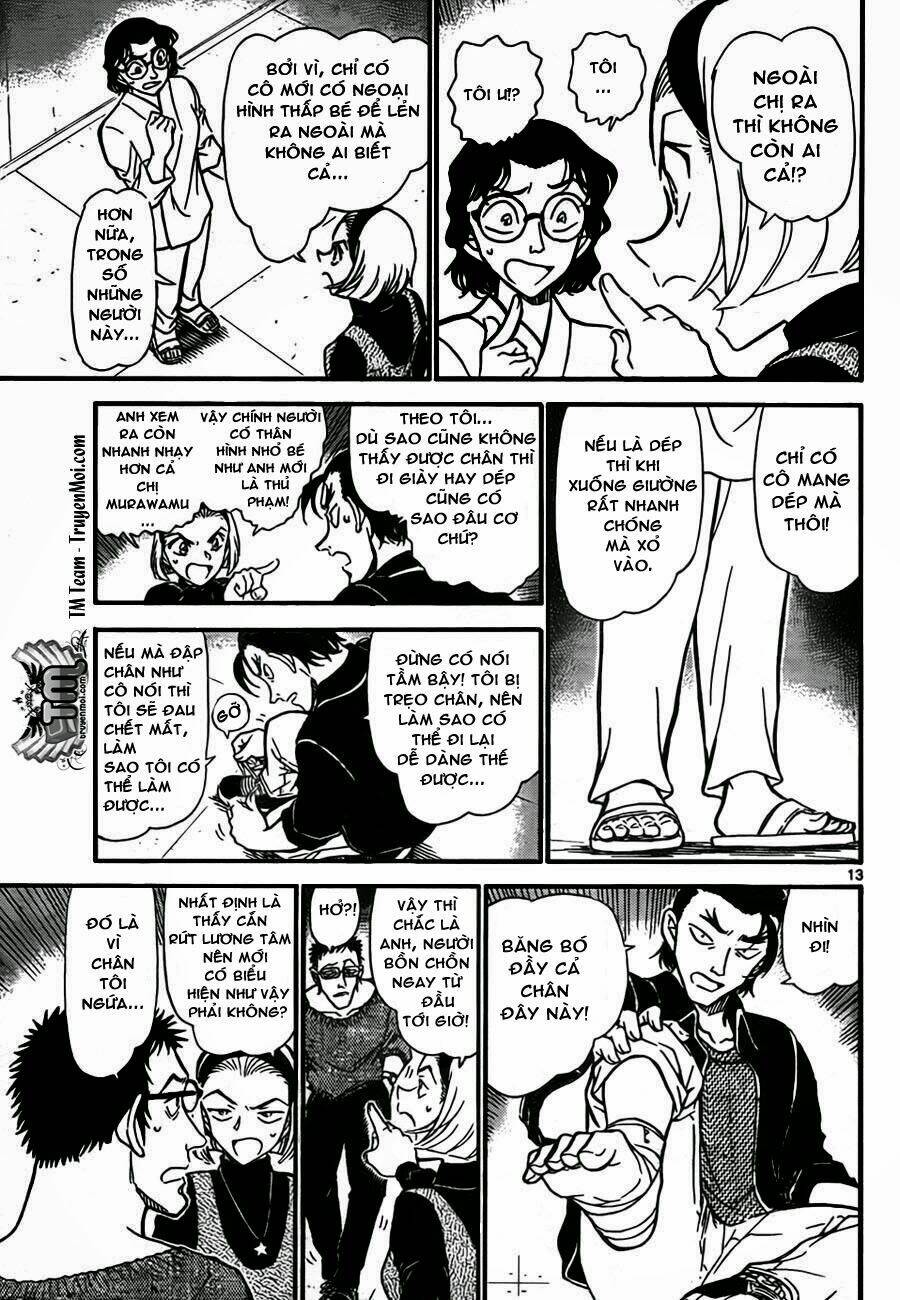 NGOÀI
CHỊ RA
THÌ KHÔNG
CÒN AI
CẢ!?
TÔI
...
TÔI Ư!?
BỞI VÌ, CHỈ CÓ
CÔ MỚI CÓ NGOẠI
HÌNH THẤP BÉ ĐỂ LẺN
RA NGOÀI MÀ
KHÔNG AI BIẾT
CẢ...
HƠN
NỮA,
TRONG
SỐ
NHỮNG
NGƯỜI
NÀY...
CHỈ CÓ
CÔ MANG
DÉP MÀ
THÔI!
NẾU LÀ DÉP
THÌ KHI
XUỐNG GIƯỜNG
RẤT NHANH
CHÓNG
MÀ XỎ
VÀO.
THEO TÔI...
DÙ SAO CŨNG KHÔNG
THẤY ĐƯỢC CHÂN THÌ
ĐI GIÀY HAY DÉP
CŨNG CÓ
SAO ĐÂU CƠ
CHỨ?
VẬY CHÍNH NGƯỜI
CÓ THÂN
HÌNH NHỎ BÉ
NHƯ ANH MỚI
LÀ THỦ
PHẠM!
ANH XEM
RA CÒN
NHANH NHẠY
HƠN CẢ
CHỊ
MURAWAMU
...
TM Team - TruyenMoi.com
TM
truyenmoi.com
ĐỪNG CÓ NÓI
TẦM BẬY! TÔI BỊ
TREO CHÂN, NÊN
LÀM SAO CÓ
THỂ ĐI LẠI
DỄ DÀNG THẾ
ĐƯỢC...
GỠ
NẾU MÀ ĐẬP
CHÂN NHƯ
CÔ NÓI THÌ
TÔI SẼ ĐAU
CHẾT MẤT,
LÀM
SAO TÔI CÓ
THỂ LÀM
ĐƯỢC...
13
NHÌN
ĐI!
BĂNG BÓ
ĐẦY CẢ
CHÂN
ĐÂY NÀY!
VẬY THÌ
CHẮC LÀ
ANH, NGƯỜI
BỒN CHỒN
NGAY TỪ
ĐẦU
TỚI GIỜ!
HƠ?!
NHẤT ĐỊNH LÀ
THẤY CẮN
RỨT LƯƠNG TÂM
NÊN MỚI
CÓ BIỂU
HIỆN NHƯ VẬY
PHẢI KHÔNG?
ĐÓ LÀ
VÌ
CHÂN
TÔI
NGỨA...